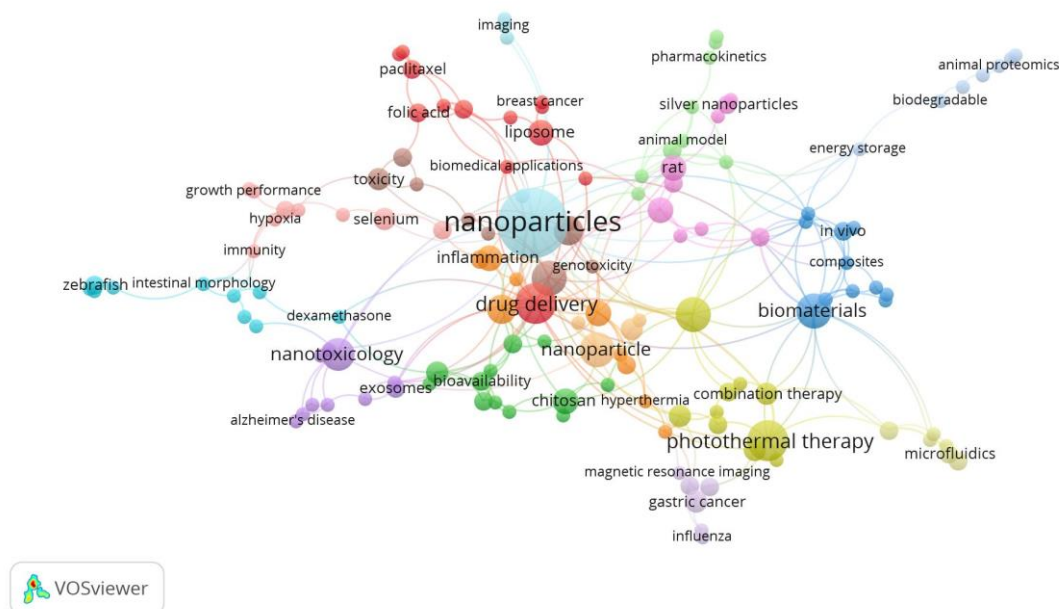 imaging
pharmacokinetics
paclitaxel
animal proteomics
breast cancer
silver nanoparticles
biodegradable
folic acid
liposome
animal model
energy storage
biomedical applications
rat
toxicity
growth performance
hypoxia
selenium
nanoparticles
in vivo
immunity
inflammation
genotoxicity
composites
zebrafish
intestinal morphology
drug delivery
biomaterials
dexamethasone
nanotoxicology
nanoparticle
exosomes
bioavailability
chitosan
hyperthermia
combination therapy
alzheimer's disease
photothermal therapy
microfluidics
magnetic resonance imaging
gastric cancer
influenza
VOSviewer